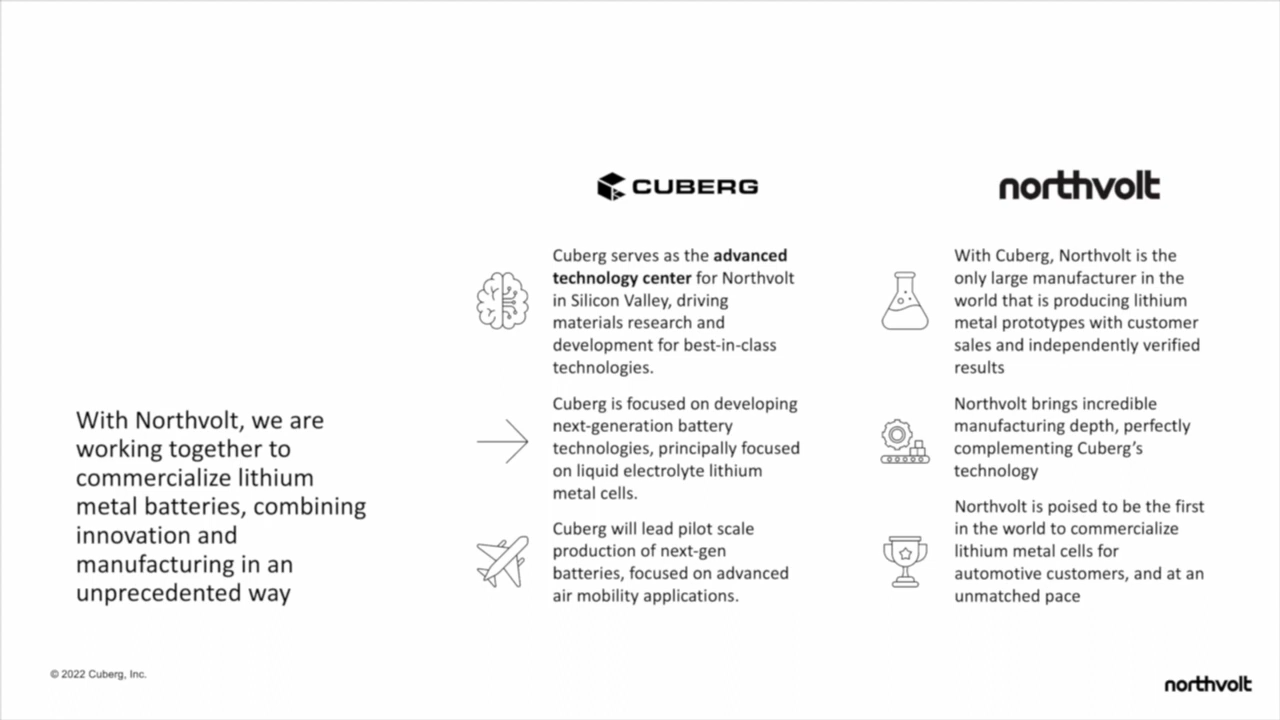 With Northvolt, we are
working together to
commercialize lithium
metal batteries, combining
innovation and
manufacturing in an
unprecedented way
CUBERG
Cuberg serves as the advanced
technology center for Northvolt
in Silicon Valley, driving
materials research and
development for best-in-class
technologies.
Cuberg is focused on developing
next-generation battery
technologies, principally focused
on liquid electrolyte lithium
metal cells.
Cuberg will lead pilot scale
production of next-gen
batteries, focused on advanced
air mobility applications.
northvolt
With Cuberg, Northvolt is the
only large manufacturer in the
world that is producing lithium
metal prototypes with customer
sales and independently verified
results
Northvolt brings incredible
manufacturing depth, perfectly
complementing Cuberg’s
technology
Northvolt is poised to be the first
in the world to commercialize
lithium metal cells for
automotive customers, and at an
unmatched pace
© 2022 Cuberg, Inc.
northvolt